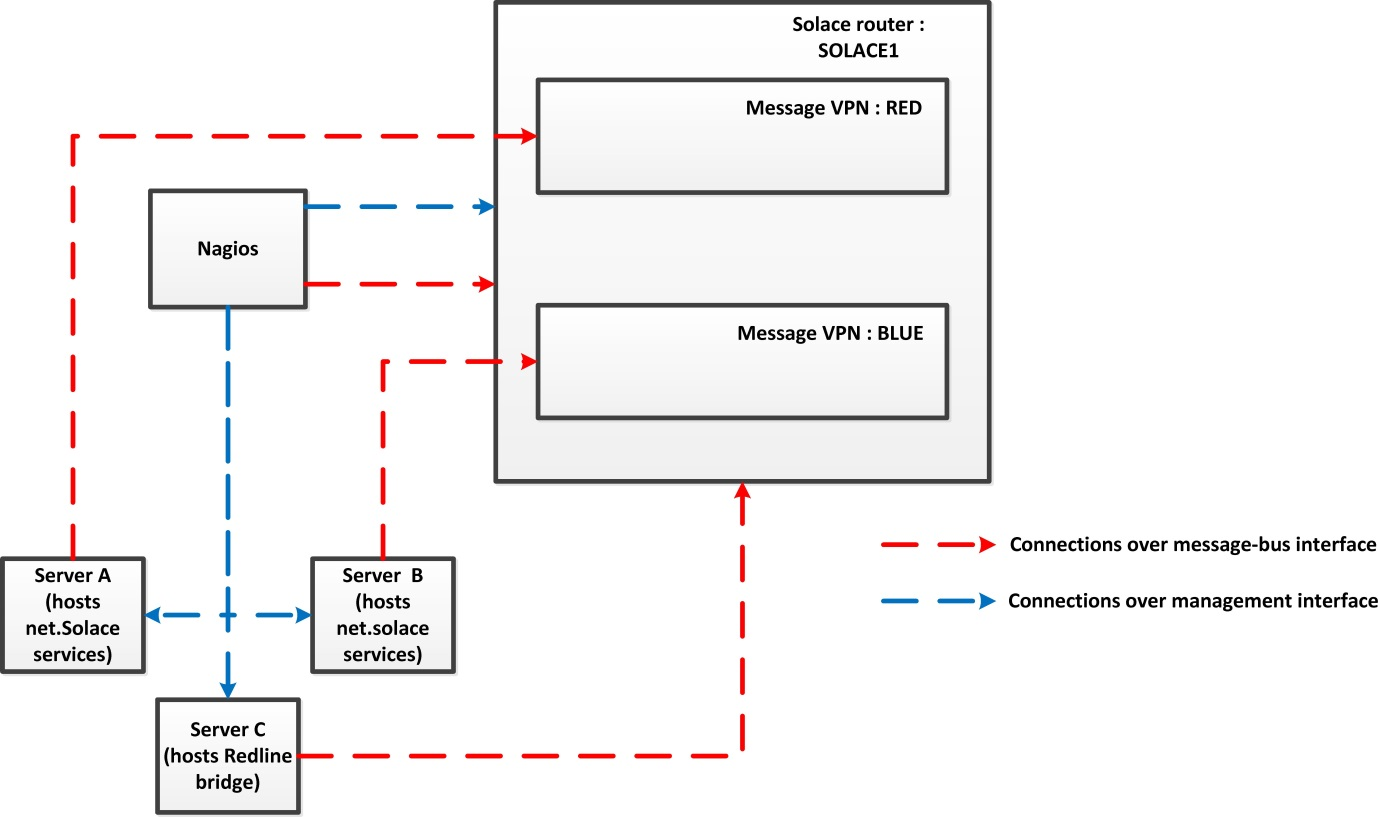 Solace router :
SOLACE1
Message VPN : RED
Nagios
Message VPN : BLUE
Server A
(hosts
net.Solace
services)
Server  B
(hosts
net.solace
services)
Server C
(hosts Redline
bridge)
Connections over message-bus interface
Connections over management interface